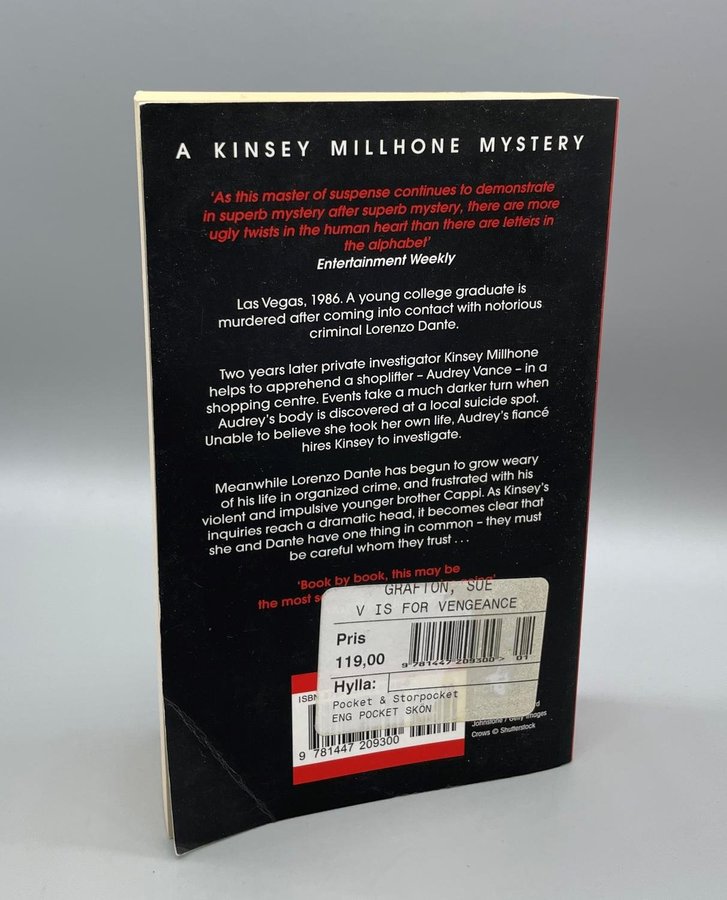 A KINSEY MILLHONE MYSTERY
'As this master of suspense continues to demonstrate
in superb mystery after superb mystery, there are more
ugly twists in the human heart than there are letters in
the alphabet'
Entertainment Weekly
Las Vegas, 1986. A young college graduate is
murdered after coming into contact with notorious
criminal Lorenzo Dante.
Two years later private investigator Kinsey Millhone
helps to apprehend a shoplifter – Audrey Vance – in a
shopping centre. Events take a much darker turn when
Audrey's body is discovered at a local suicide spot.
Unable to believe she took her own life, Audrey's fiancé
hires Kinsey to investigate.
Meanwhile Lorenzo Dante has begun to grow weary
of his life in organized crime, and frustrated with his
violent and impulsive younger brother Cappi. As Kinsey's
inquiries reach a dramatic head, it becomes clear that
she and Dante have one thing in common – they must
be careful whom they trust . . .
'Book by book, this may be
the most
GRAFTON, SUE
V IS FOR VENGEANCE
Pris
119,00
9 781447 209300 > 01
Hylla:
Pocket & Storpocket
ENG POCKET SKÖN
ISBN
9 781447 209300
Johnstone / Getty Images
Crows © Shutterstock